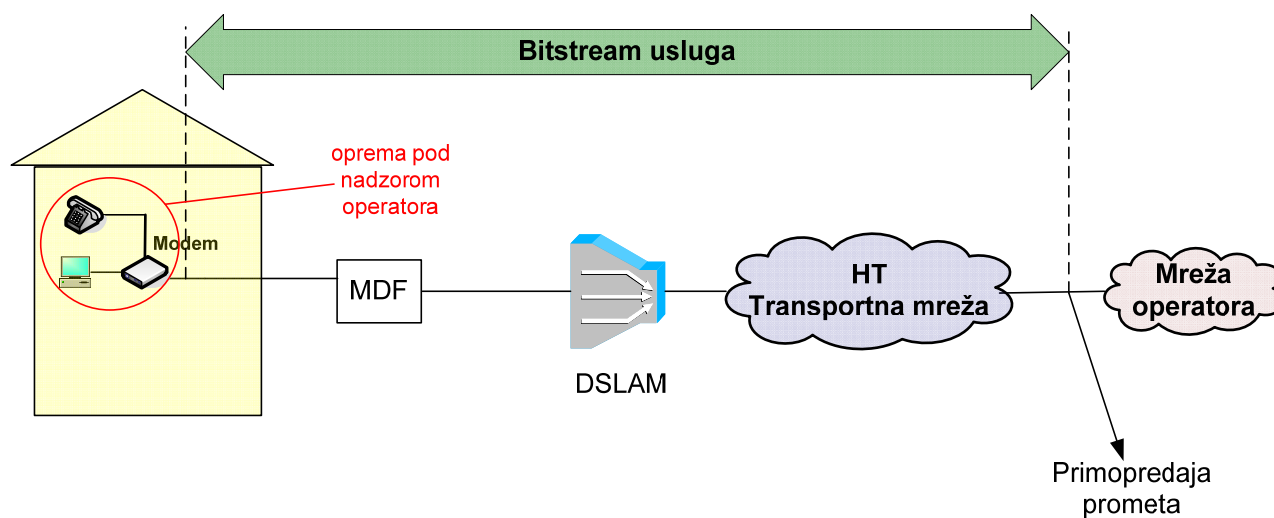 Bitstream usluga
oprema pod
nadzorom
operatora
Modem
MDF
DSLAM
HT
Transportna mreža
Mreža
operatora
Primopredaja
prometa